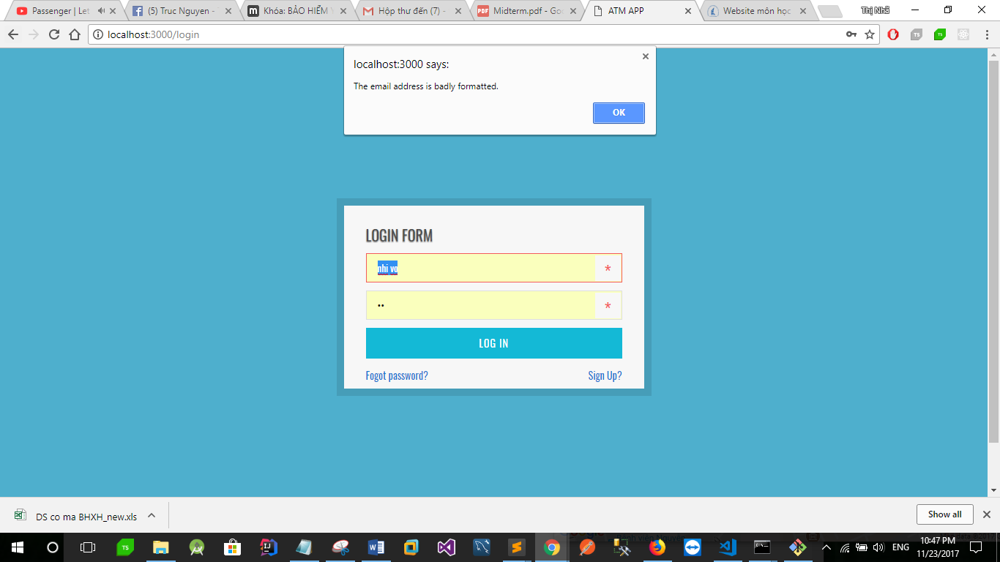 Passenger | Let
(5) Truc Nguyen -
Khóa: BẢO HIỂM Y
Hộp thư đến (7) -
Midterm.pdf - Goo
ATM APP
Website môn học
Thị Nhã
localhost:3000/login
localhost:3000 says:
The email address is badly formatted.
OK
LOGIN FORM
nhi vo
*
••
*
LOG IN
Fogot password?
Sign Up?
DS co ma BHXH_new.xls
Show all
ENG
10:47 PM
11/23/2017